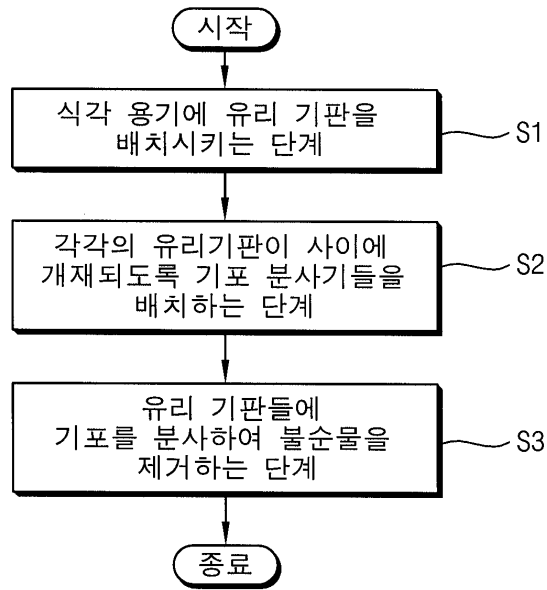 시작
식각 용기에 유리 기판을
배치시키는 단계
S1
각각의 유리기판이 사이에
개재되도록 기포 분사기들을
배치하는 단계
S2
유리 기판들에
기포를 분사하여 불순물을
제거하는 단계
S3
종료